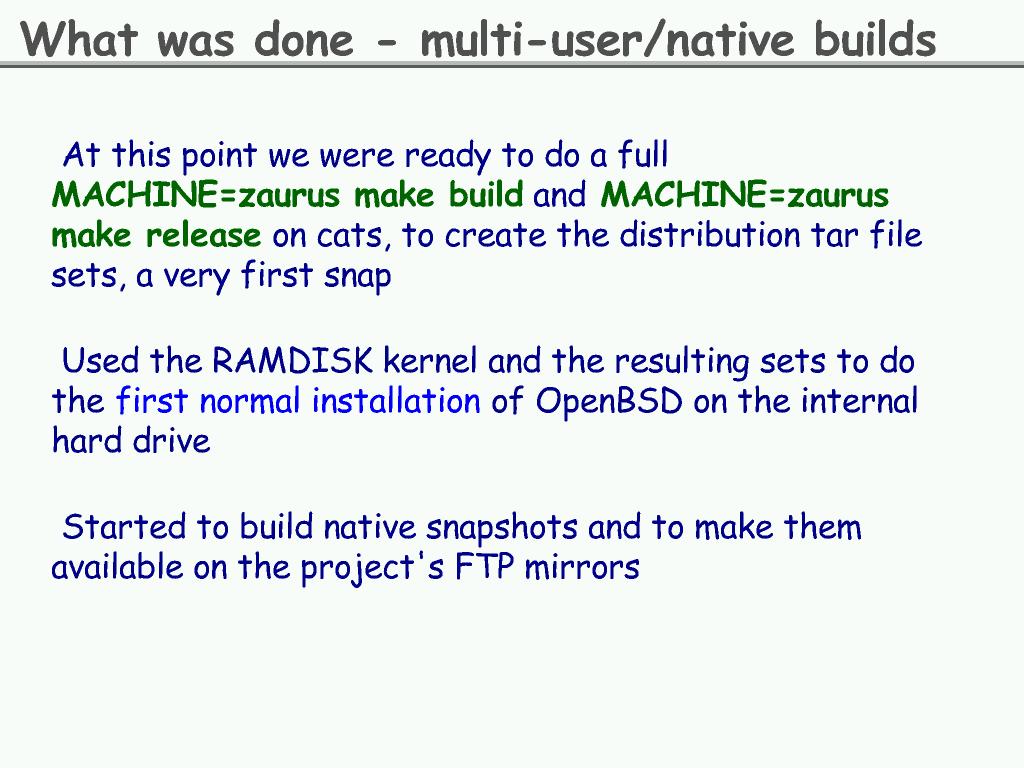 What was done - multi-user/native builds
At this point we were ready to do a full
MACHINE=zaurus make build and MACHINE=zaurus
make release on cats, to create the distribution tar file
sets, a very first snap
Used the RAMDISK kernel and the resulting sets to do
the first normal installation of OpenBSD on the internal
hard drive
Started to build native snapshots and to make them
available on the project's FTP mirrors